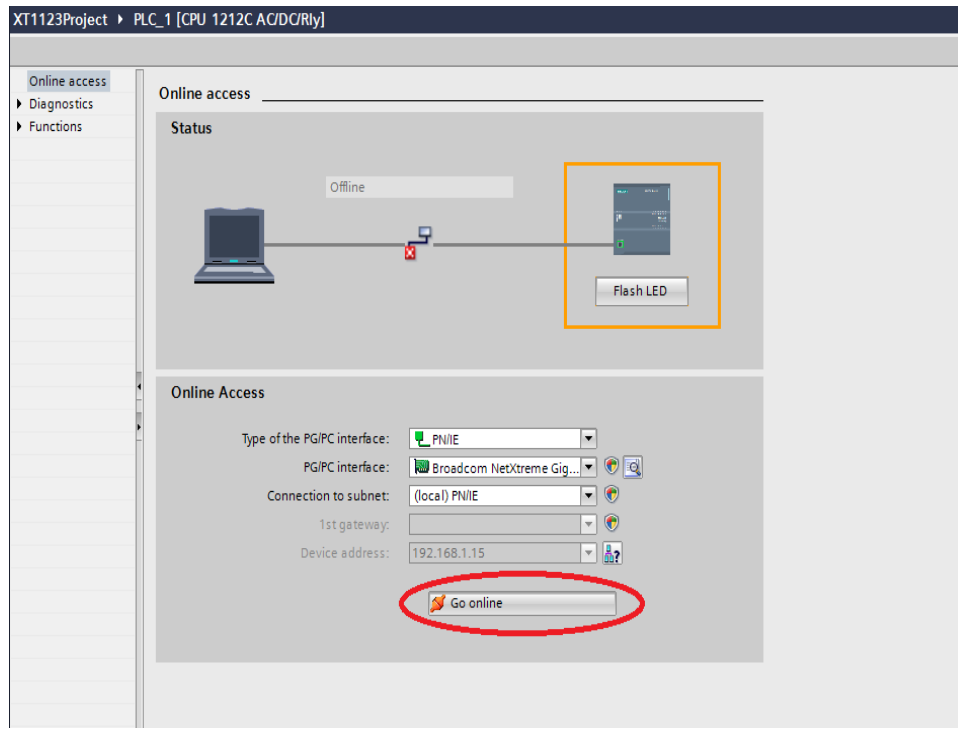 XT1123Project ▸ PLC_1 [CPU 1212C AC/DC/Rly]
Online access
Diagnostics
Functions
Online access
Status
Offline
Flash LED
Online Access
Type of the PG/PC interface: PN/IE
PG/PC interface: Broadcom NetXtreme Gig...
Connection to subnet: (local) PN/IE
1st gateway:
Device address: 192.168.1.15
Go online